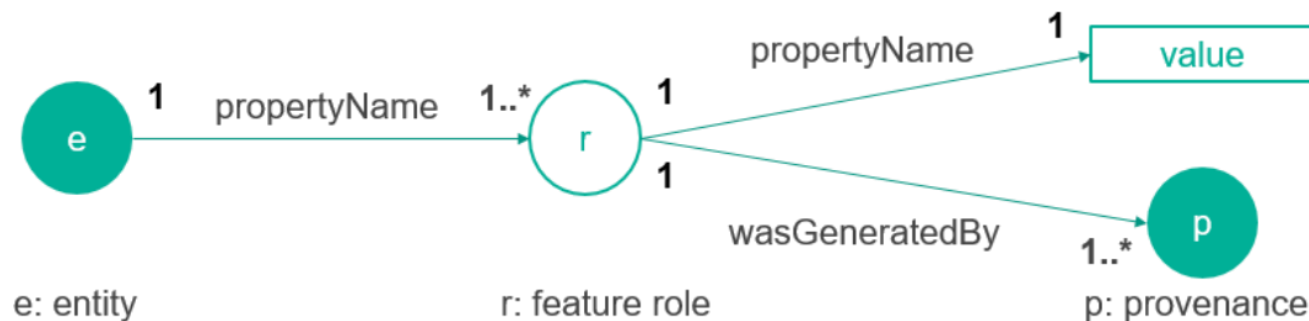 1
propertyName
1..*
e
r
1
propertyName
1
value
1
wasGeneratedBy
1..*
p
e: entity
r: feature role
p: provenance